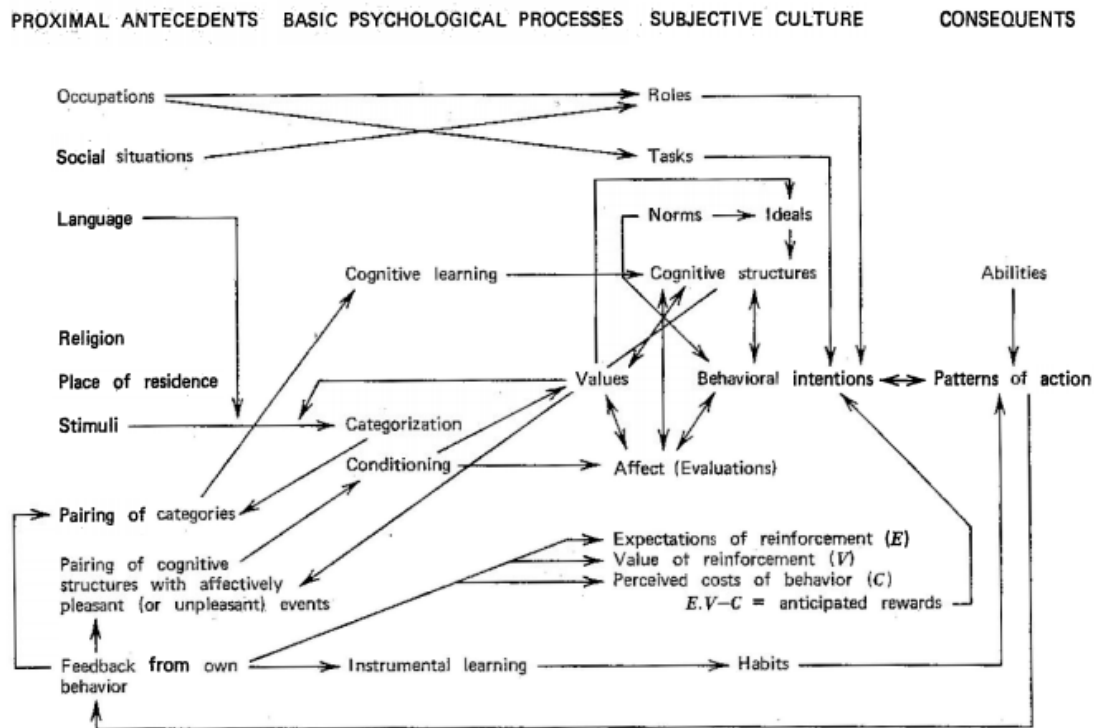 PROXIMAL ANTECEDENTS BASIC PSYCHOLOGICAL PROCESSES SUBJECTIVE CULTURE CONSEQUENTS
Occupations
Roles
Social situations
Tasks
Language
Norms
Ideals
Cognitive learning
Cognitive structures
Abilities
Religion
Place of residence
Values
Behavioral intentions
Patterns of action
Stimuli
Categorization
Conditioning
Affect (Evaluations)
Pairing of categories
Expectations of reinforcement (E)
Pairing of cognitive
structures with affectively
pleasant (or unpleasant) events
Value of reinforcement (V)
Perceived costs of behavior (C)
E.V–C = anticipated rewards
Feedback from own
behavior
Instrumental learning
Habits